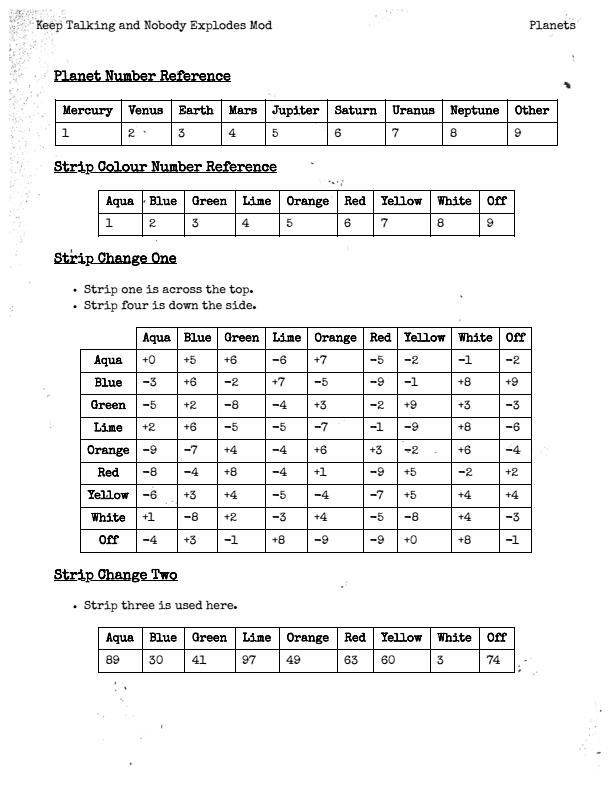 Keep Talking and Nobody Explodes Mod Planets
Planet Number Reference
Mercury Venus Earth Mars Jupiter Saturn Uranus Neptune Other
1 2 3 4 5 6 7 8 9
Strip Colour Number Reference
Aqua Blue Green Lime Orange Red Yellow White Off
1 2 3 4 5 6 7 8 9
Strip Change One
• Strip one is across the top.
• Strip four is down the side.
Aqua Blue Green Lime Orange Red Yellow White Off
Aqua +0 +5 +6 −6 +7 −5 −2 −1 −2
Blue −3 +6 −2 +7 −5 −9 −1 +8 +9
Green −5 +2 −8 −4 +3 −2 +9 +3 −3
Lime +2 +6 −5 −5 −7 −1 −9 +8 −6
Orange −9 −7 +4 −4 +6 +3 −2 +6 −4
Red −8 −4 +8 −4 +1 −9 +5 −2 +2
Yellow −6 +3 +4 −5 −4 −7 +5 +4 +4
White +1 −8 +2 −3 +4 −5 −8 +4 −3
Off −4 +3 −1 +8 −9 −9 +0 +8 −1
Strip Change Two
• Strip three is used here.
Aqua Blue Green Lime Orange Red Yellow White Off
89 30 41 97 49 63 60 3 74